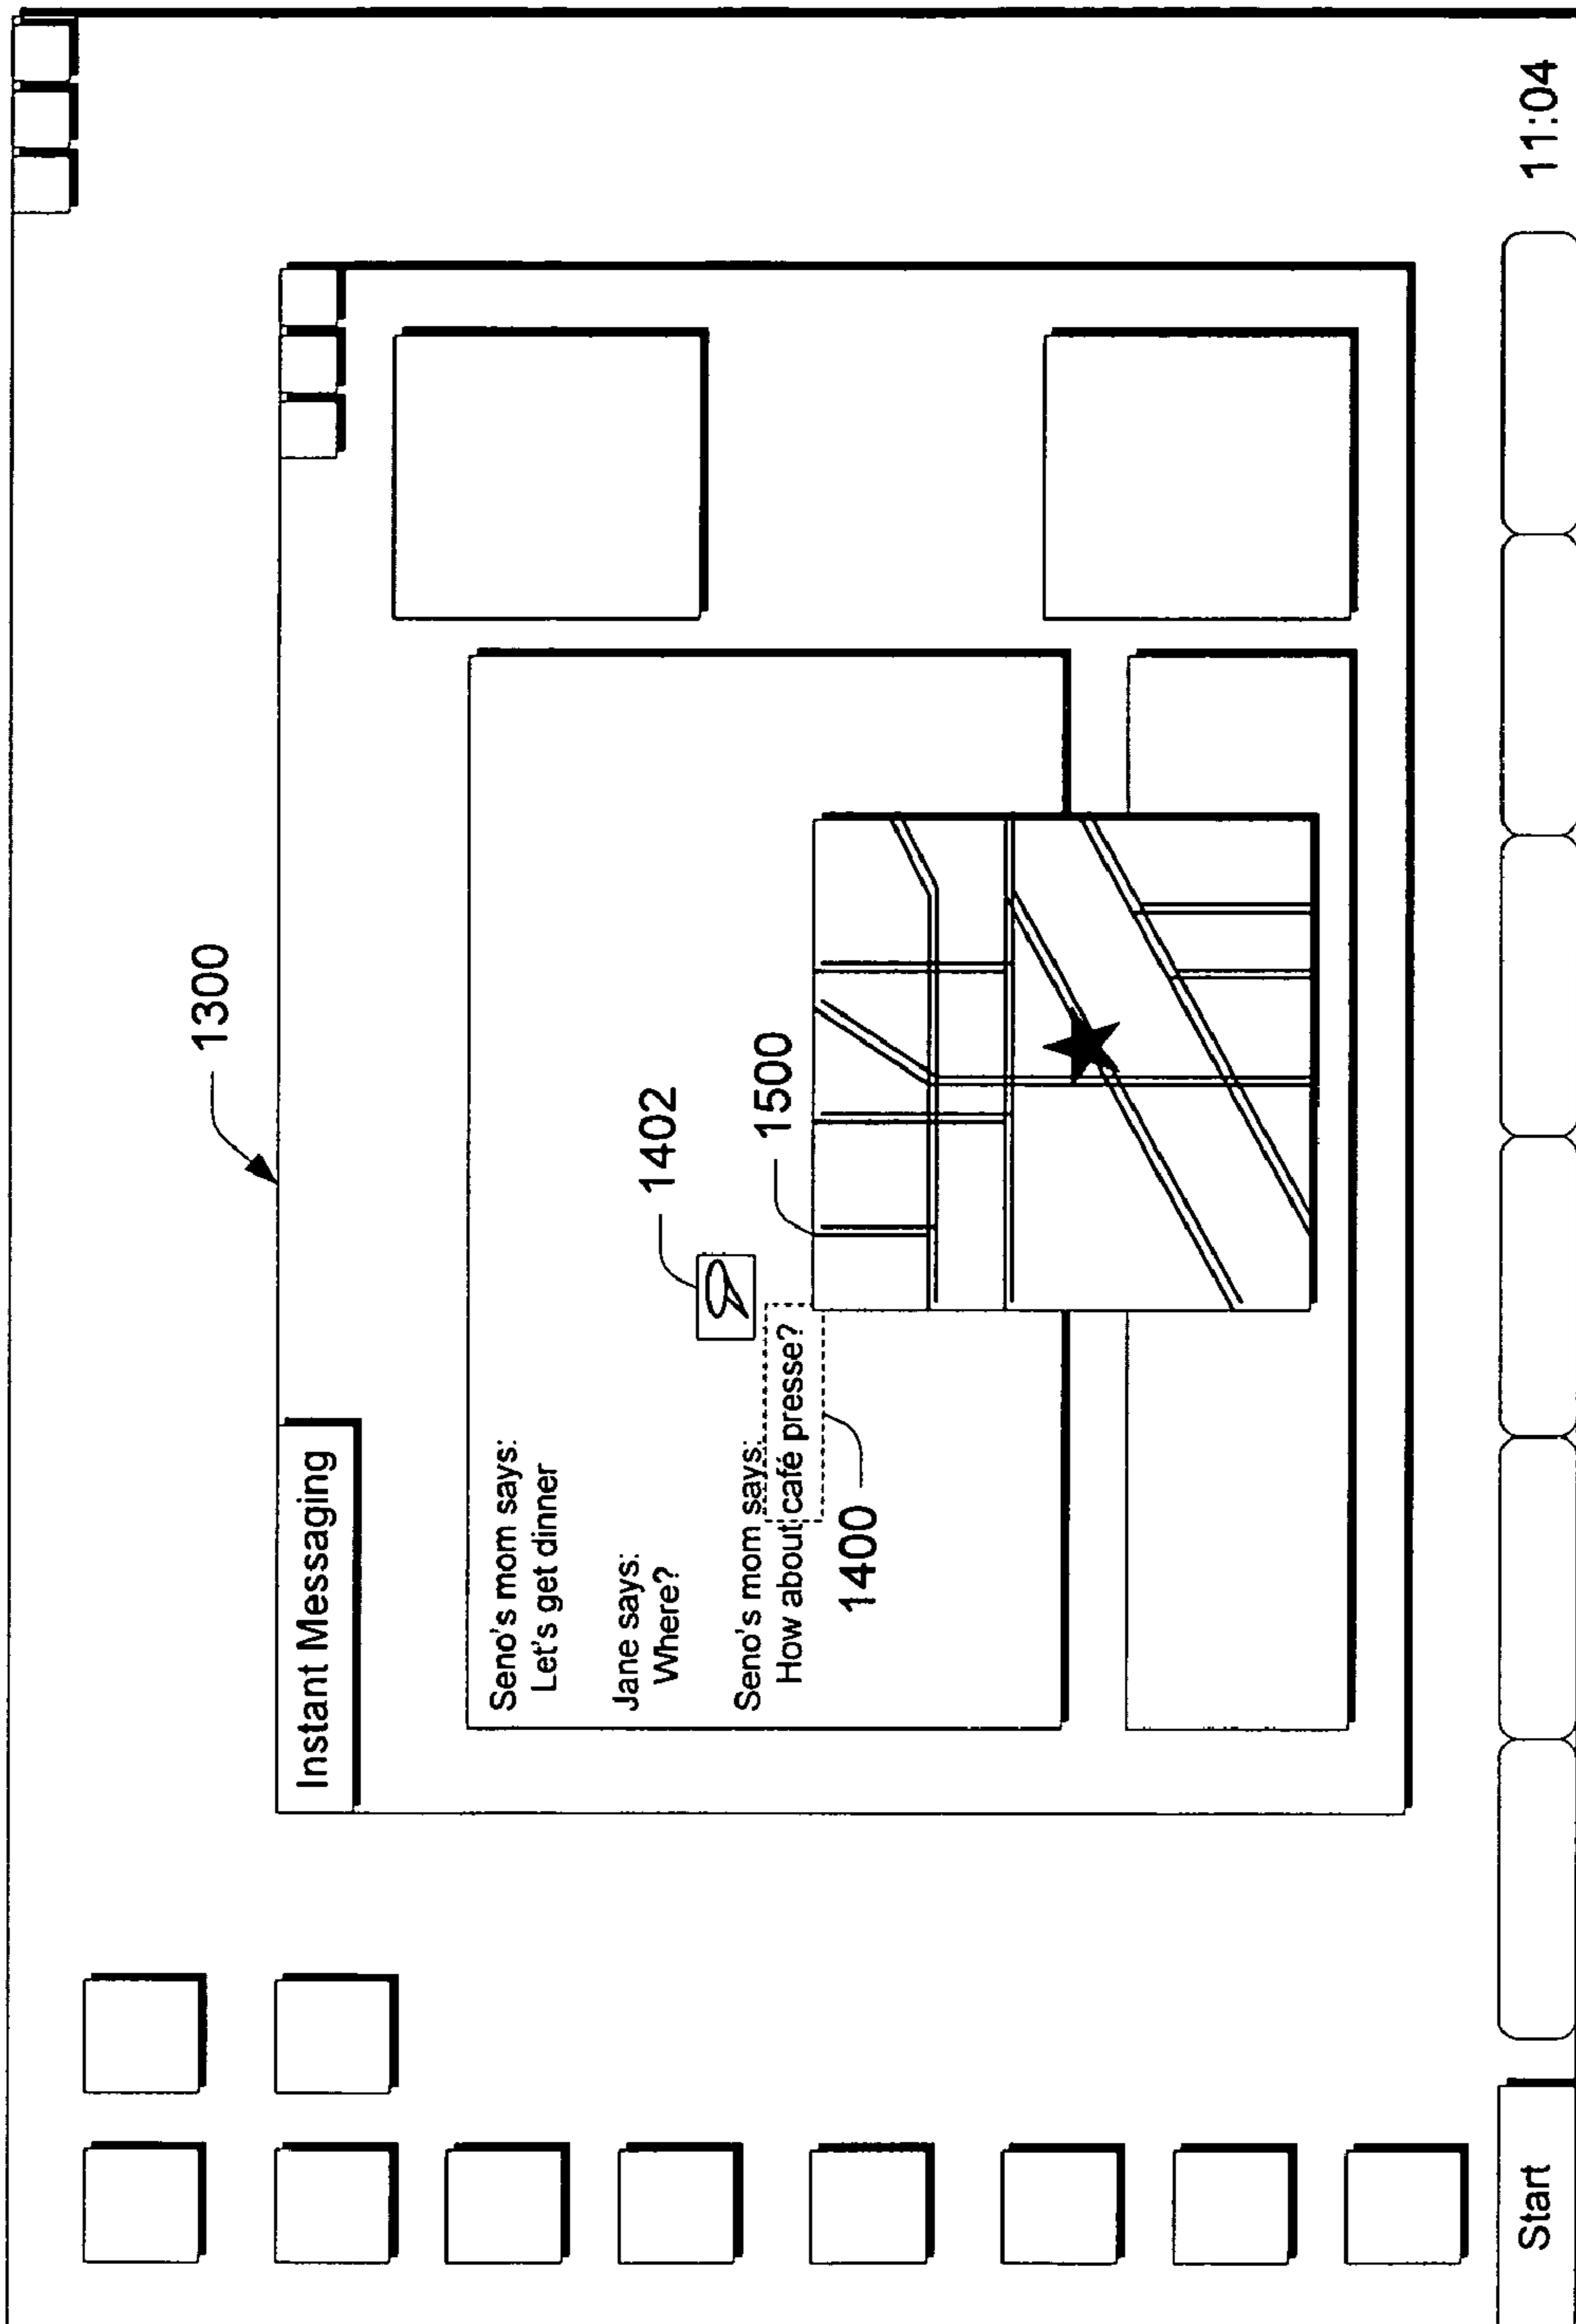 1300
Instant Messaging
Seno's mom says:
Let's get dinner
Jane says:
Where?
1402
Seno's mom says:
How about café presse?
1500
1400
Start
11:04